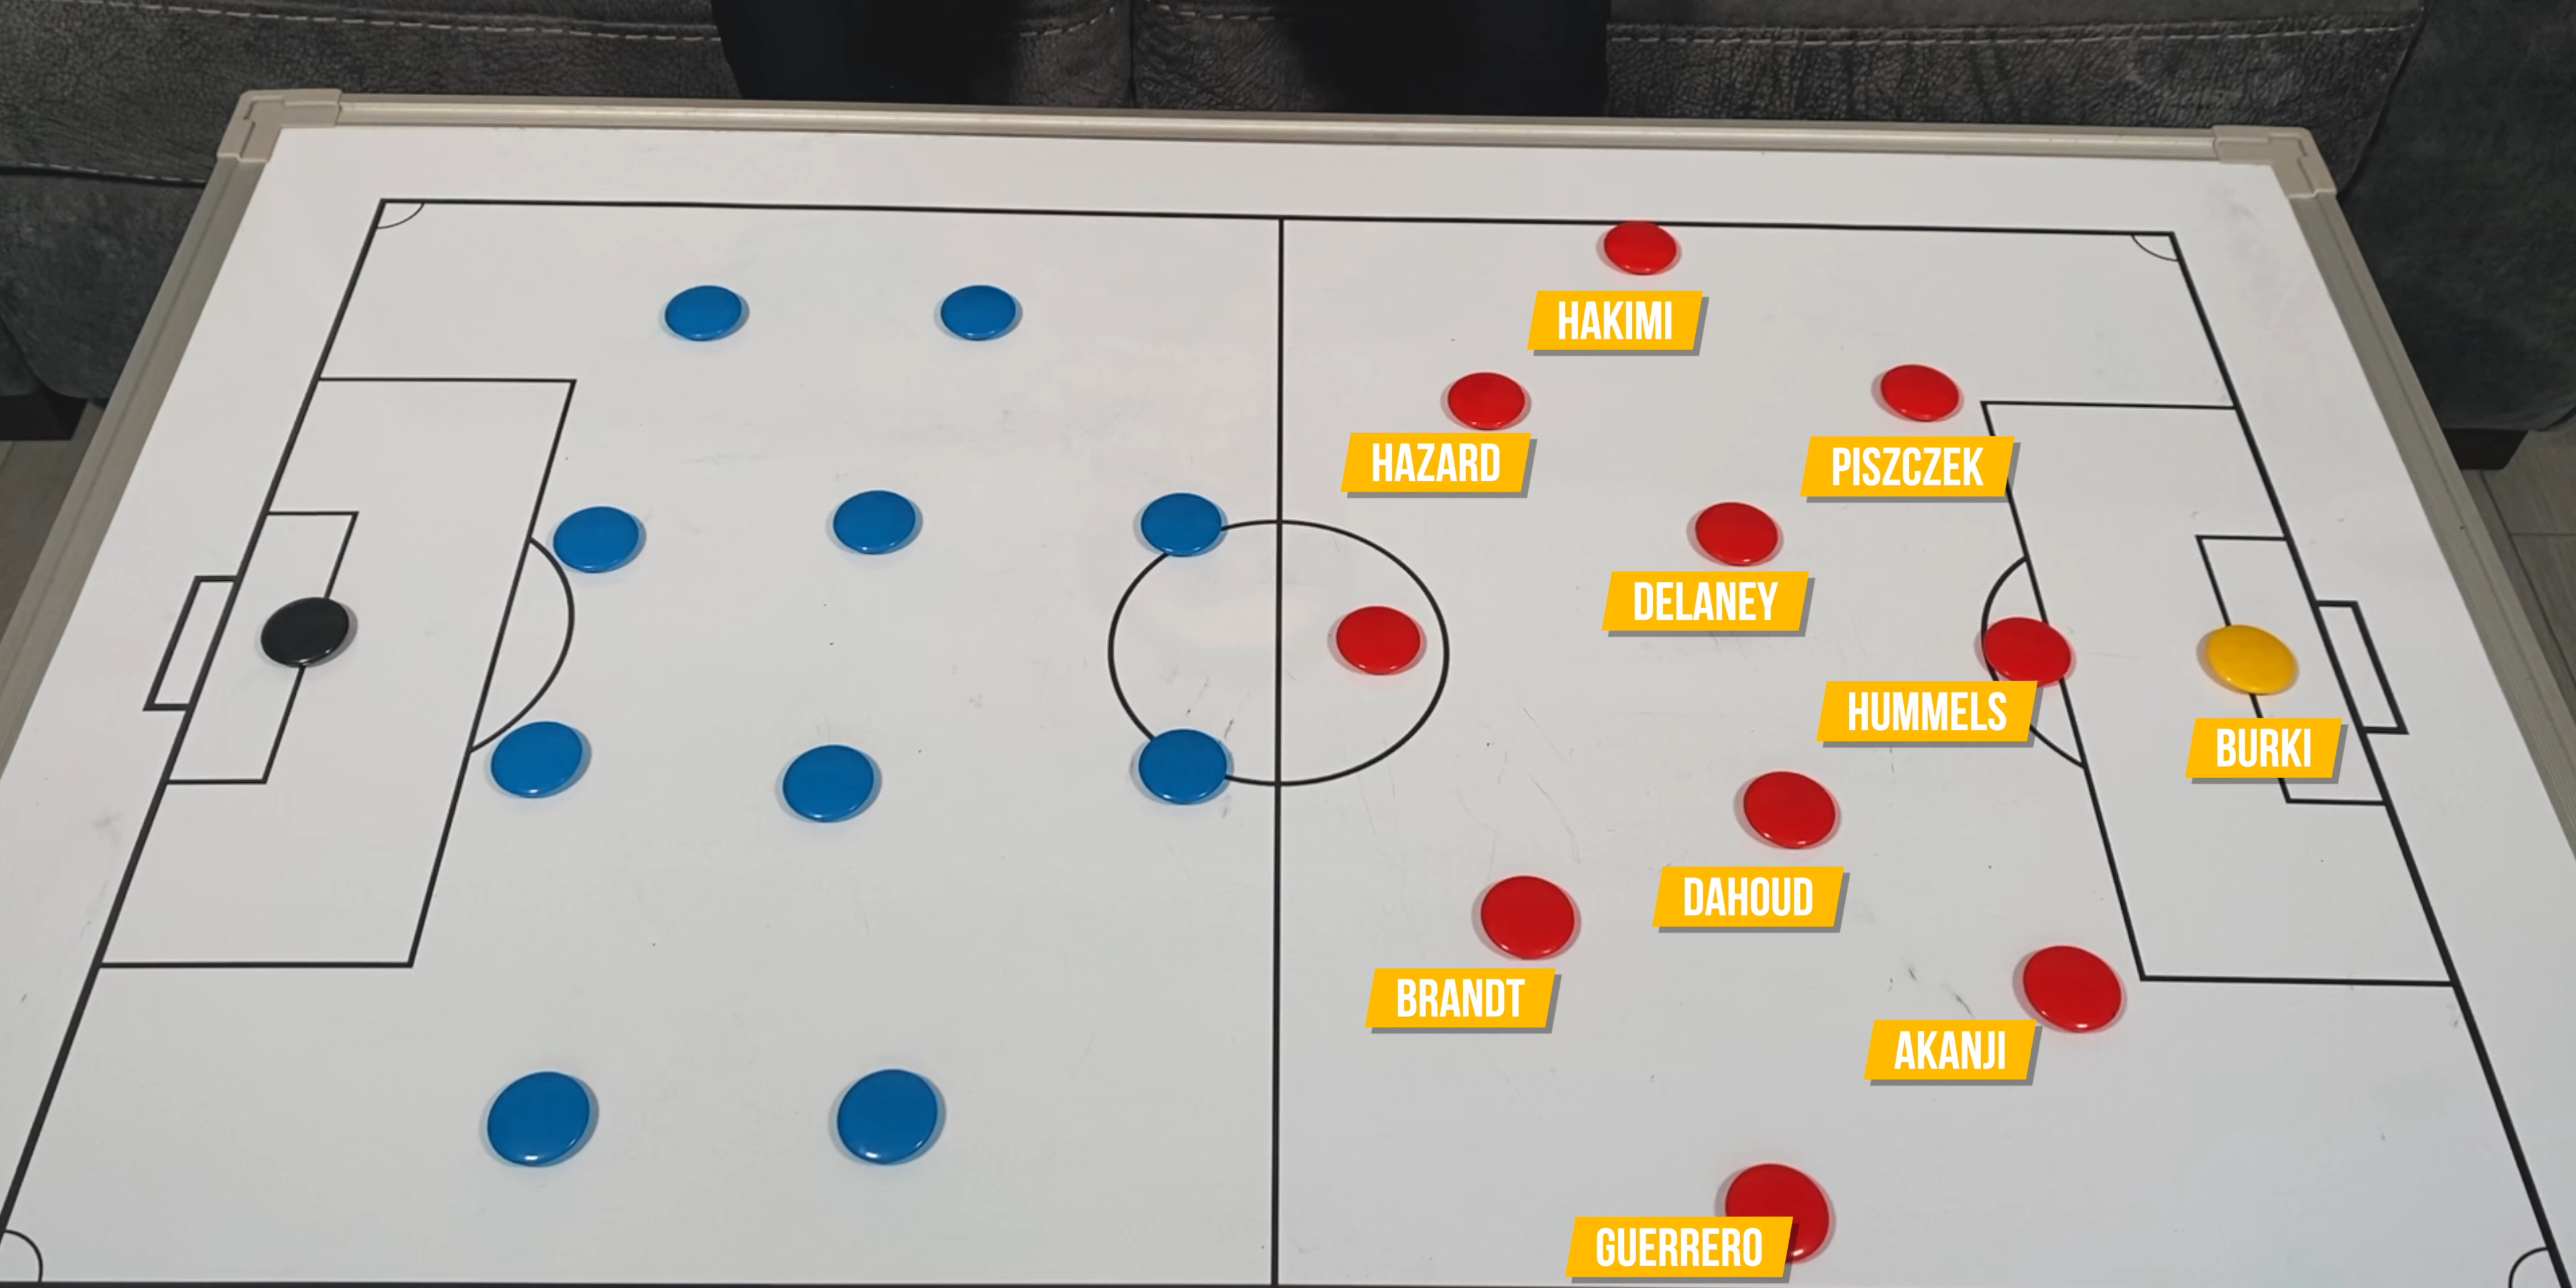 HAKIMI
HAZARD
PISZCZEK
DELANEY
HUMMELS
BURKI
DAHOUD
BRANDT
AKANJI
GUERRERO